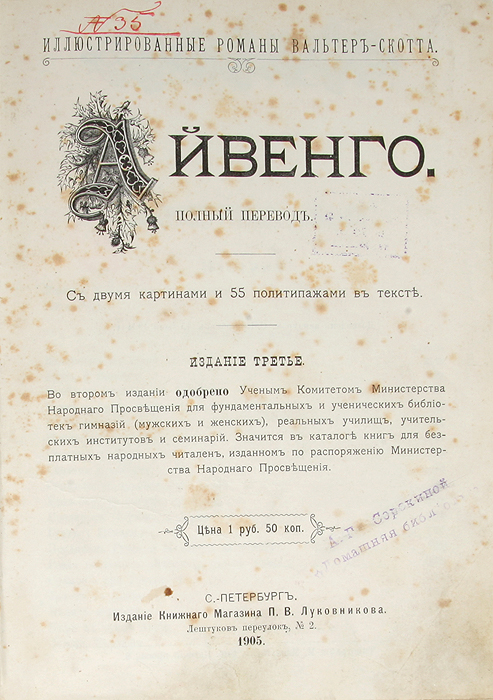 № 35
ИЛЛЮСТРИРОВАННЫЕ РОМАНЫ ВАЛЬТЕРЪ-СКОТТА.
АЙВЕНГО.
ПОЛНЫЙ ПЕРЕВОДЪ.
Съ двумя картинами и 55 политипажами въ текстѣ.
ИЗДАНІЕ ТРЕТЬЕ.
Во второмъ изданіи одобрено Ученымъ Комитетомъ Министерства
Народнаго Просвѣщенія для фундаментальныхъ и ученическихъ библіо-
текъ гимназій (мужскихъ и женскихъ), реальныхъ училищъ, учитель-
скихъ институтовъ и семинарій. Значится въ каталогѣ книгъ для без-
платныхъ народныхъ читаленъ, изданномъ по распоряженію Министер-
ства Народнаго Просвѣщенія.
Цѣна 1 руб. 50 коп.
Сорокиной
Домашняя
С.-ПЕТЕРБУРГЪ.
Изданіе Книжнаго Магазина П. В. Луковникова.
Лештуковъ переулокъ, № 2.
1905.